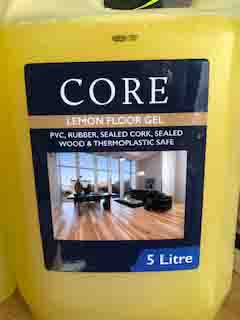 CORE
LEMON FLOOR GEL
PVC, RUBBER, SEALED CORK, SEALED
WOOD & THERMOPLASTIC SAFE
5 Litre